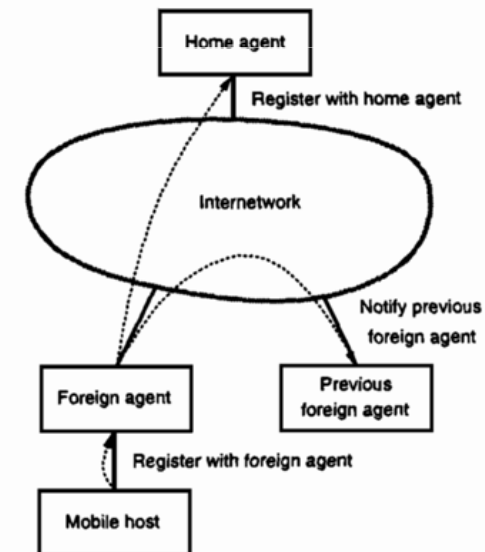 Home agent
Register with home agent
Internetwork
Notify previous
foreign agent
Foreign agent
Previous
foreign agent
Register with foreign agent
Mobile host